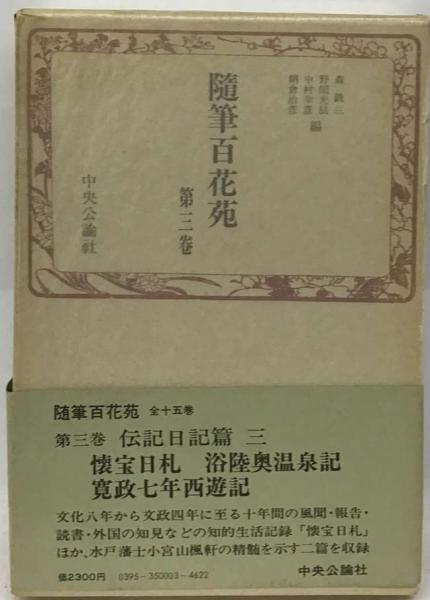 森銑三
野間光辰
中村幸彦
朝倉治彦
編
隨筆百花苑
第三巻
中央公論社
随筆百花苑 全十五巻
第三巻 伝記日記篇 三
懐宝日札 浴陸奥温泉記
寛政七年西遊記
文化八年から文政四年に至る十年間の風聞・報告・
読書・外国の知見などの知的生活記録「懐宝日札」
ほか、水戸藩士小宮山楓軒の精髄を示す二篇を収録
価2300円 0395-350003-4622 中央公論社